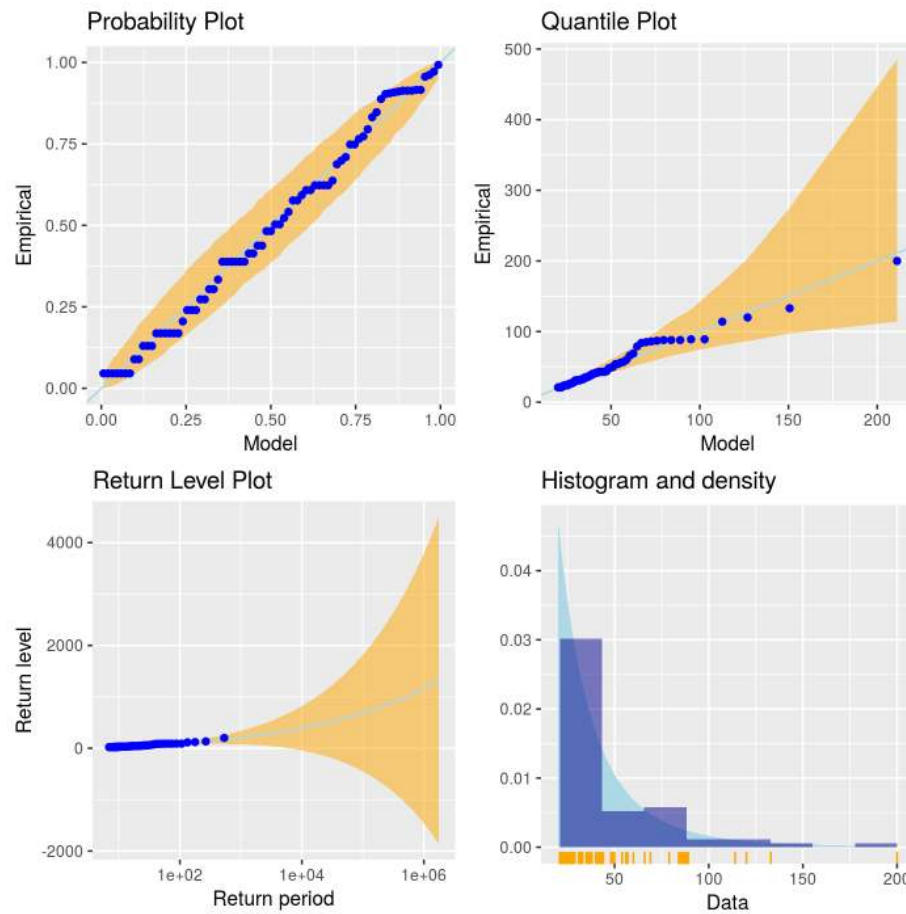 Probability Plot
1.00
0.75
0.50
0.25
0.00
Empirical
0.00 0.25 0.50 0.75 1.00
Model
Quantile Plot
500
400
300
200
100
0
Empirical
50 100 150 200
Model
Return Level Plot
4000
2000
0
-2000
Return level
1e+02 1e+04 1e+06
Return period
Histogram and density
0.04
0.03
0.02
0.01
0.00
50 100 150 200
Data